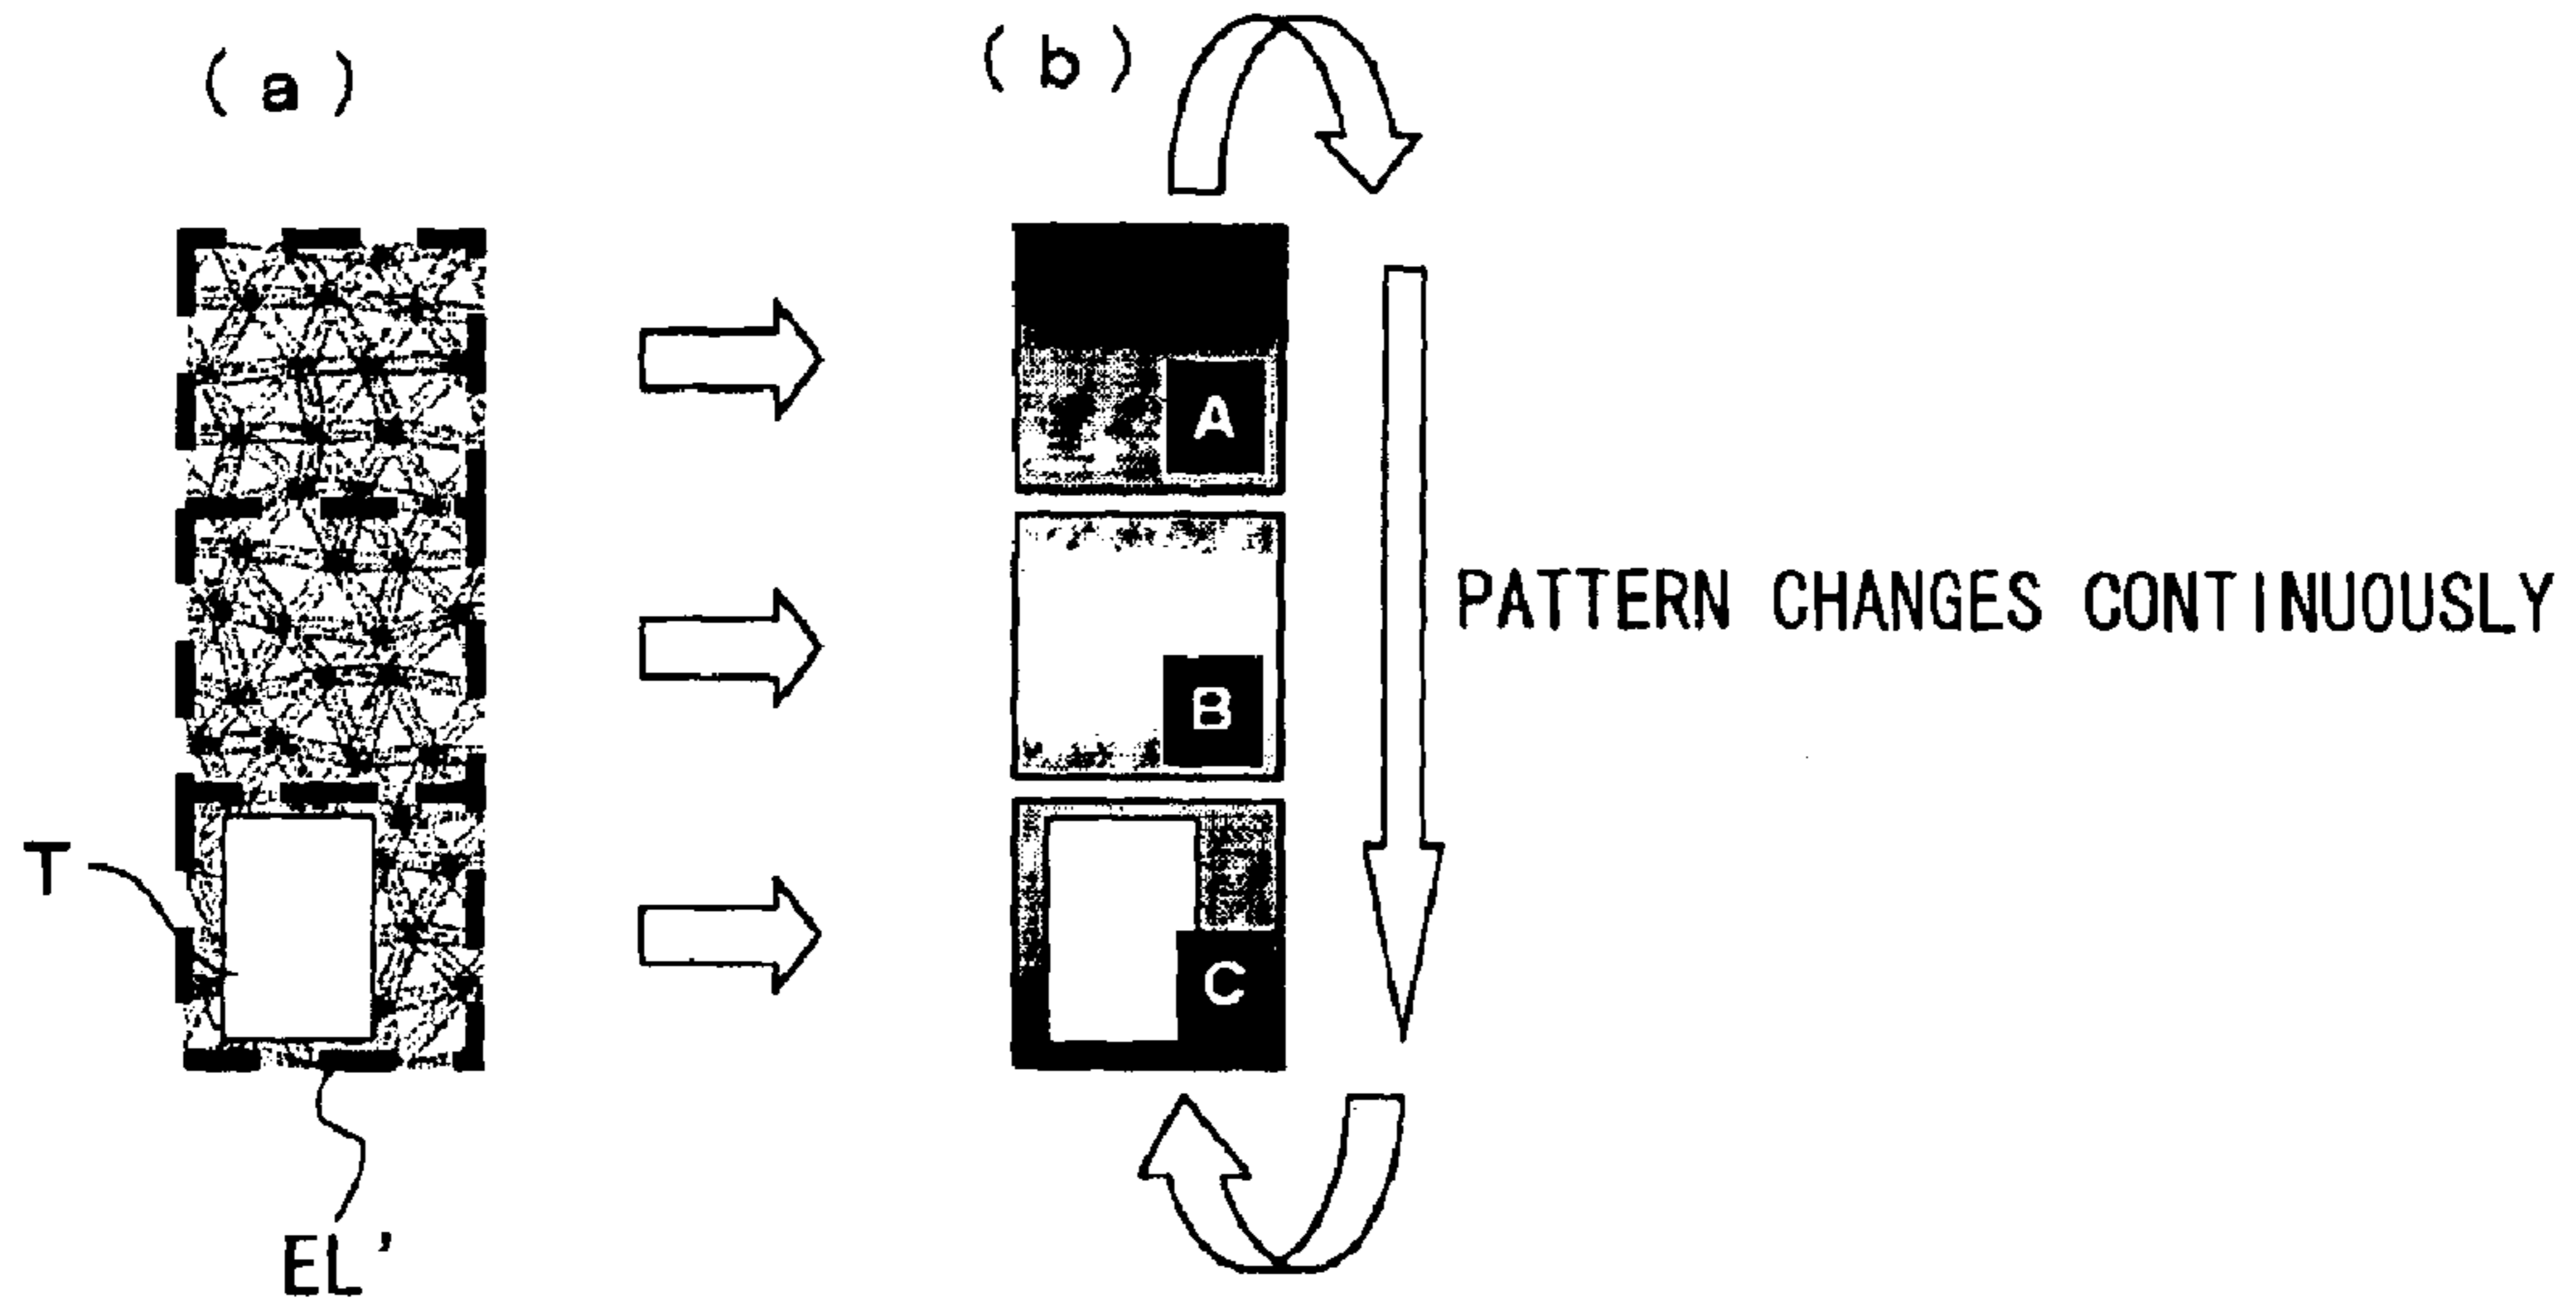 (a)
(b)
A
B
PATTERN CHANGES CONTINUOUSLY
C
T
EL'